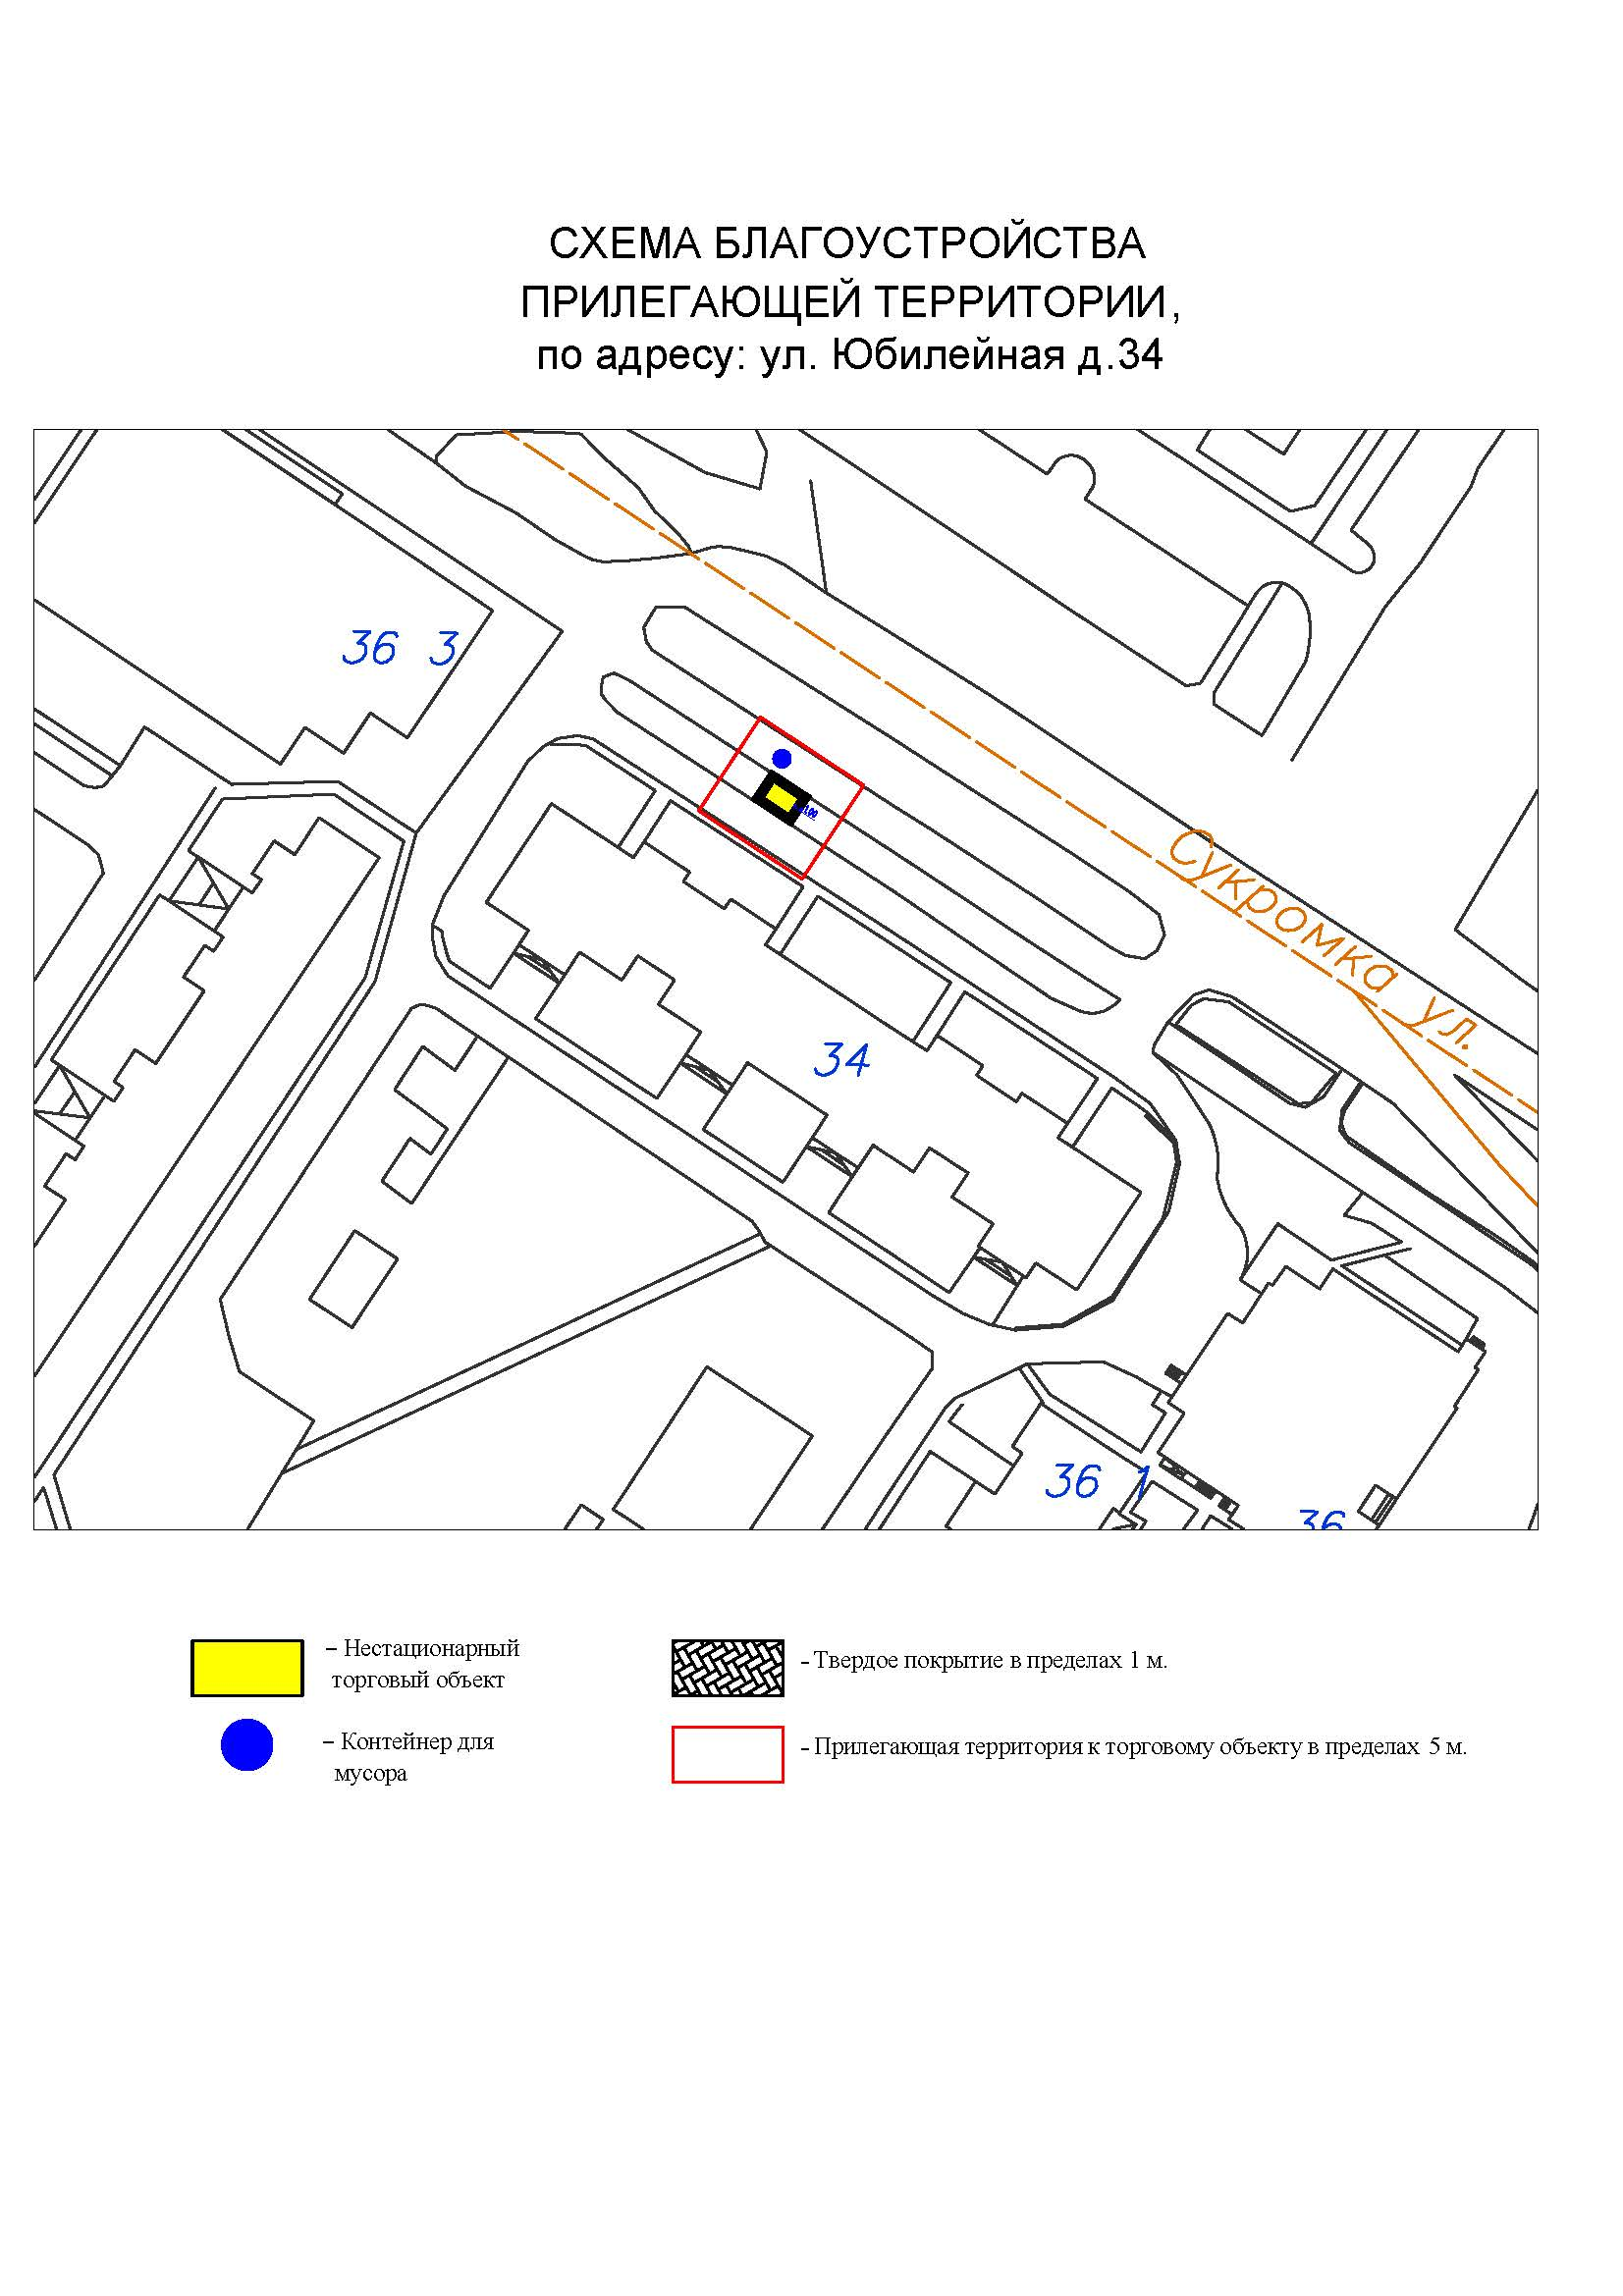 СХЕМА БЛАГОУСТРОЙСТВА
ПРИЛЕГАЮЩЕЙ ТЕРРИТОРИИ,
по адресу: ул. Юбилейная д.34
36 3
Сукромка ул.
34
36 1
36
– Нестационарный
торговый объект
– Твердое покрытие в пределах 1 м.
– Контейнер для
мусора
– Прилегающая территория к торговому объекту в пределах 5 м.